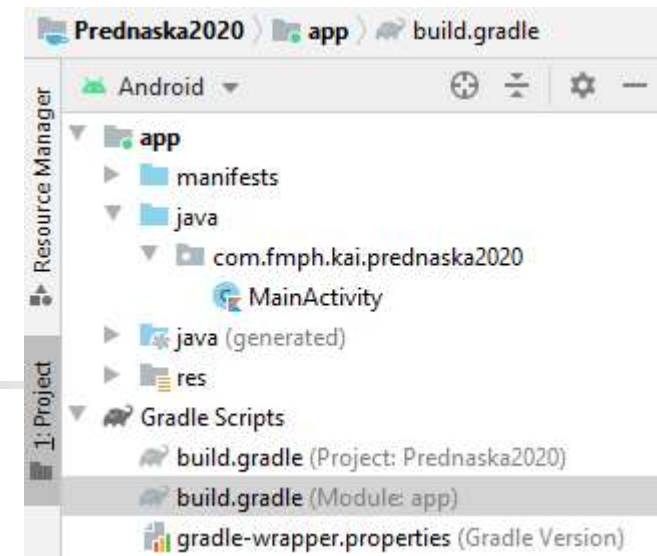 Prednaska2020 app build.gradle
Android
app
manifests
java
com.fmph.kai.prednaska2020
MainActivity
java (generated)
res
Gradle Scripts
build.gradle (Project: Prednaska2020)
build.gradle (Module: app)
gradle-wrapper.properties (Gradle Version)
Resource Manager
1: Project